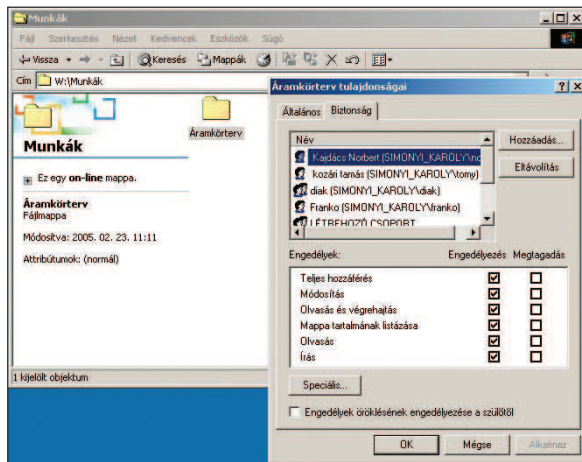 Munkák
Fájl Szerkesztés Nézet Kedvencek Eszközök Súgó
Vissza Keresés Mappák
Cím W:\Munkák
Munkák
Ez egy on-line mappa.
Áramkörterv
Fájlmappa
Módosítva: 2005. 02. 23. 11:11
Attribútumok: (normál)
Áramkörterv
1 kijelölt objektum
Áramkörterv tulajdonságai
Általános Biztonság
Név
Hozzáadás...
Eltávolítás
Kajdács Norbert (SIMONYI_KAROLY\no
kozári tamás (SIMONYI_KAROLY\tomy)
diak (SIMONYI_KAROLY\diak)
Franko (SIMONYI_KAROLY\franko)
LÉTREHOZÓ CSOPORT
Engedélyek: Engedélyezés Megtagadás
Teljes hozzáférés
Módosítás
Olvasás és végrehajtás
Mappa tartalmának listázása
Olvasás
Írás
Speciális...
Engedélyek öröklésének engedélyezése a szülőtől
OK Mégse Alkalmaz